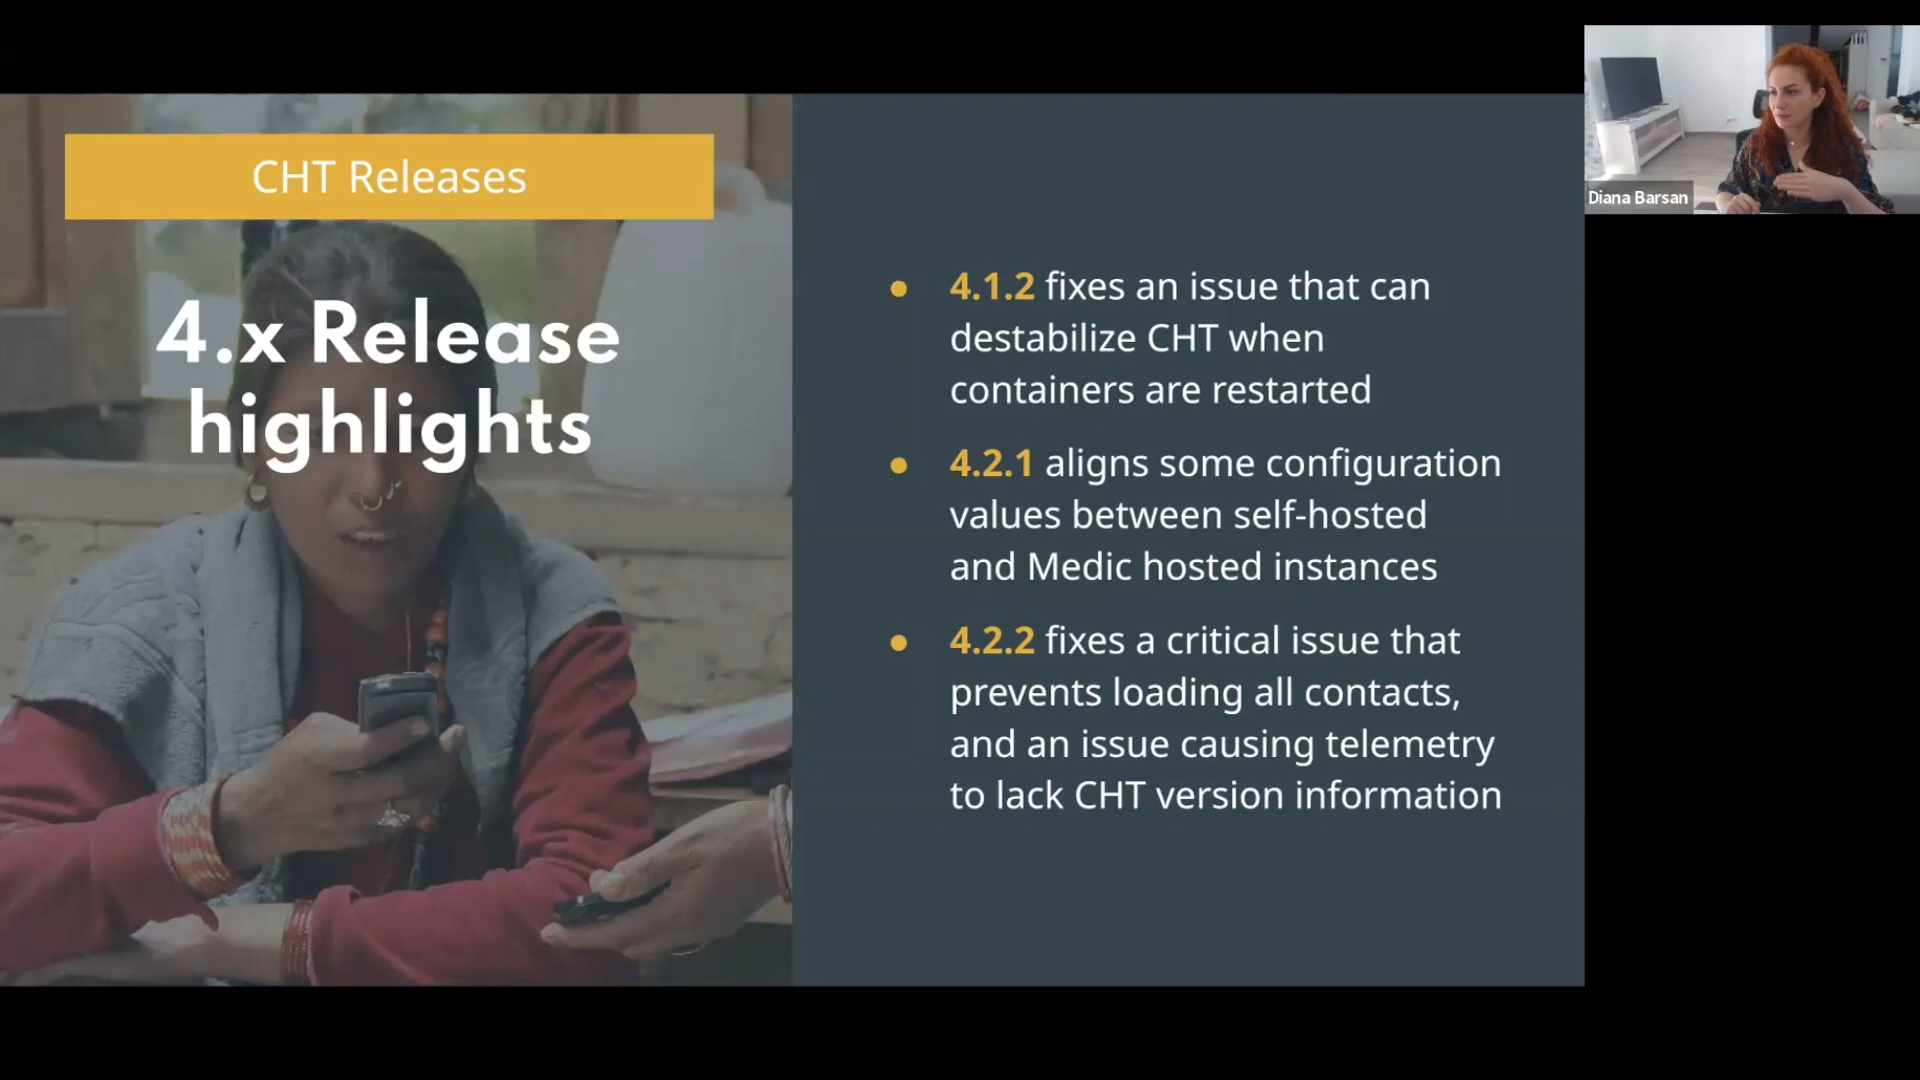 CHT Releases
4.x Release
highlights
● 4.1.2 fixes an issue that can
destabilize CHT when
containers are restarted
● 4.2.1 aligns some configuration
values between self-hosted
and Medic hosted instances
● 4.2.2 fixes a critical issue that
prevents loading all contacts,
and an issue causing telemetry
to lack CHT version information
Diana Barsan